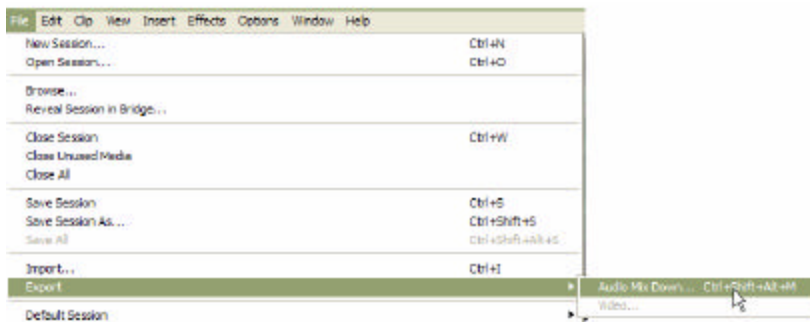 File Edit Clip View Insert Effects Options Window Help
New Session... Ctrl+N
Open Session... Ctrl+O
Browse...
Reveal Session in Bridge...
Close Session Ctrl+W
Close Unused Media
Close All
Save Session Ctrl+S
Save Session As... Ctrl+Shift+S
Save All Ctrl+Shift+Alt+S
Import... Ctrl+I
Export Audio Mix Down... Ctrl+Shift+Alt+M
Video...
Default Session